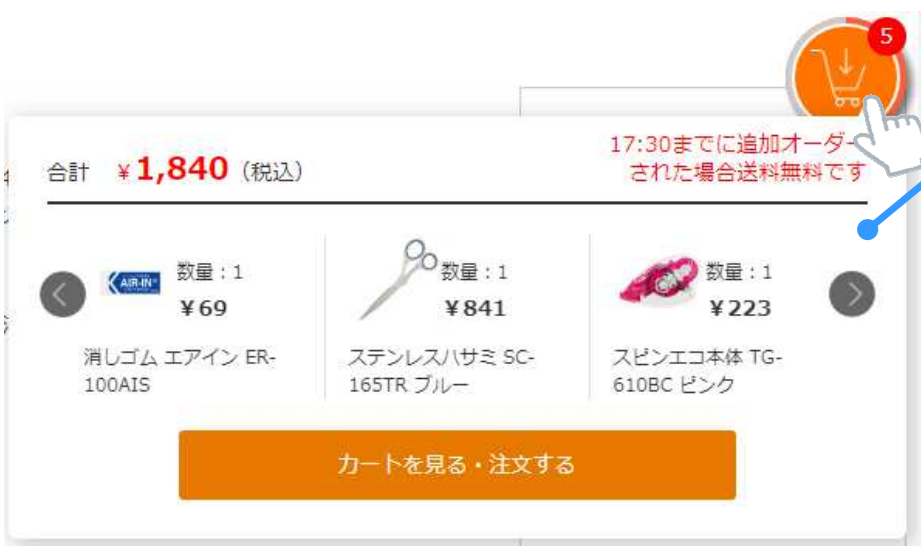 5
17:30までに追加オーダー
された場合送料無料です
合計 ¥1,840（税込）
AIR-IN
数量：1
¥69
消しゴム エアイン ER-
100AIS
数量：1
¥841
ステンレスハサミ SC-
165TR ブルー
数量：1
¥223
スピンエコ本体 TG-
610BC ピンク
カートを見る・注文する